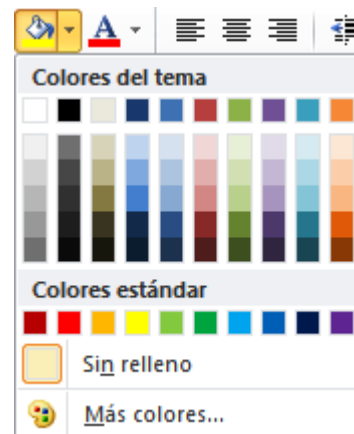 A
Colores del tema
Colores estándar
Sin relleno
Más colores...